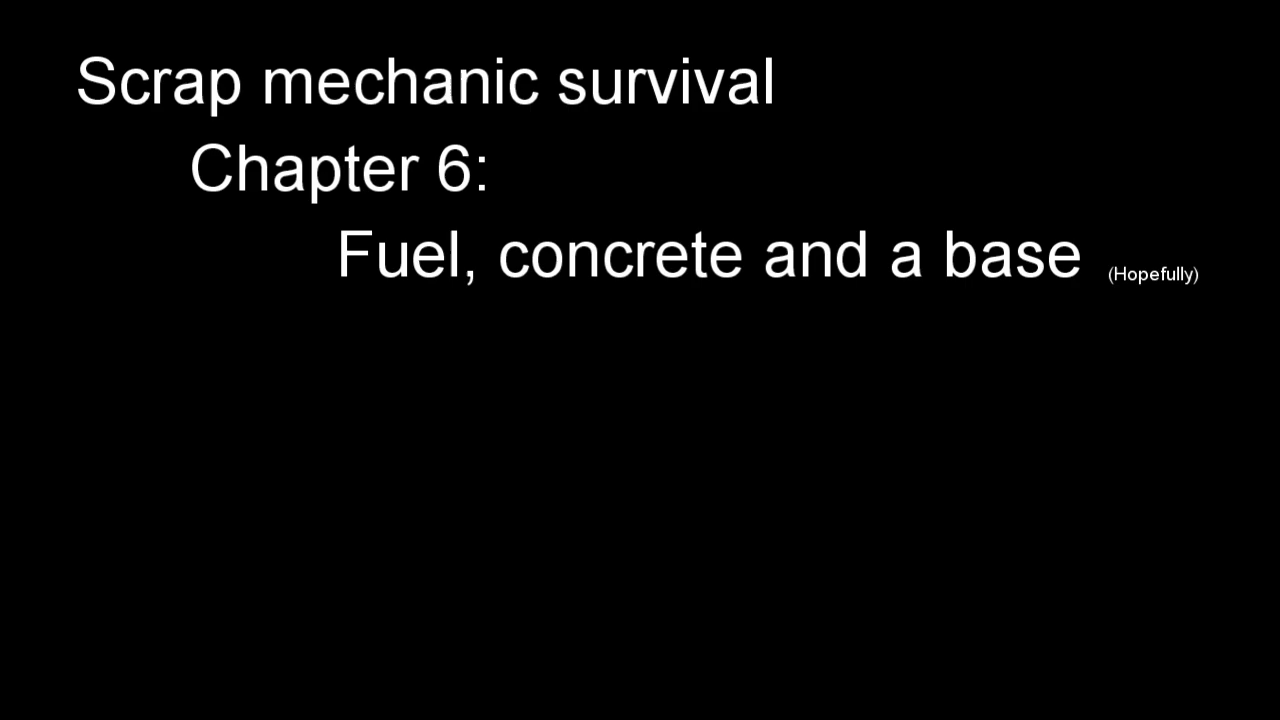 Scrap mechanic survival
Chapter 6:
Fuel, concrete and a base (Hopefully)